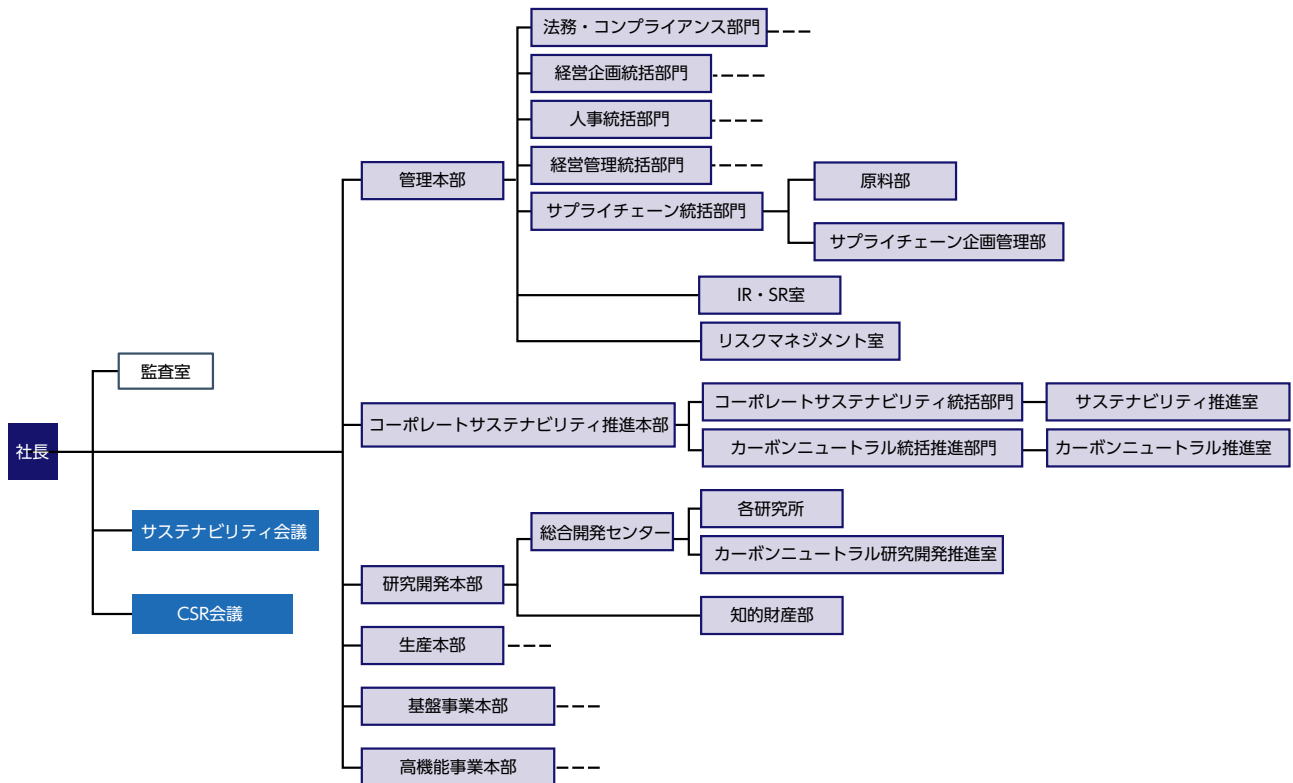 法務・コンプライアンス部門
経営企画統括部門
人事統括部門
経営管理統括部門
管理本部
原料部
サプライチェーン統括部門
サプライチェーン企画管理部
IR・SR室
リスクマネジメント室
監査室
コーポレートサステナビリティ統括部門
サステナビリティ推進室
コーポレートサステナビリティ推進本部
社長
カーボンニュートラル統括推進部門
カーボンニュートラル推進室
各研究所
サステナビリティ会議
総合開発センター
カーボンニュートラル研究開発推進室
研究開発本部
CSR会議
知的財産部
生産本部
基盤事業本部
高機能事業本部